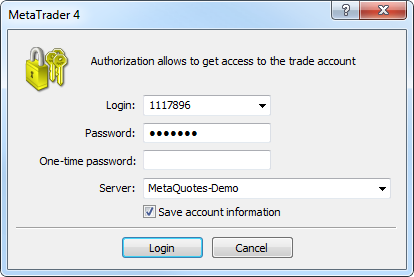 MetaTrader 4
Authorization allows to get access to the trade account
Login: 1117896
Password: ●●●●●●●
One-time password:
Server: MetaQuotes-Demo
Save account information
Login Cancel